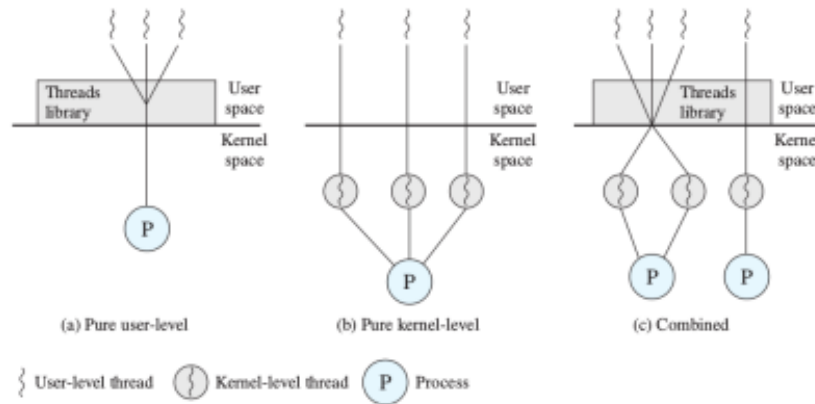 Threads
library
User
space
Kernel
space
P
(a) Pure user-level
User
space
Kernel
space
P
(b) Pure kernel-level
Threads
library
User
space
Kernel
space
P
P
(c) Combined
User-level thread
Kernel-level thread
P
Process